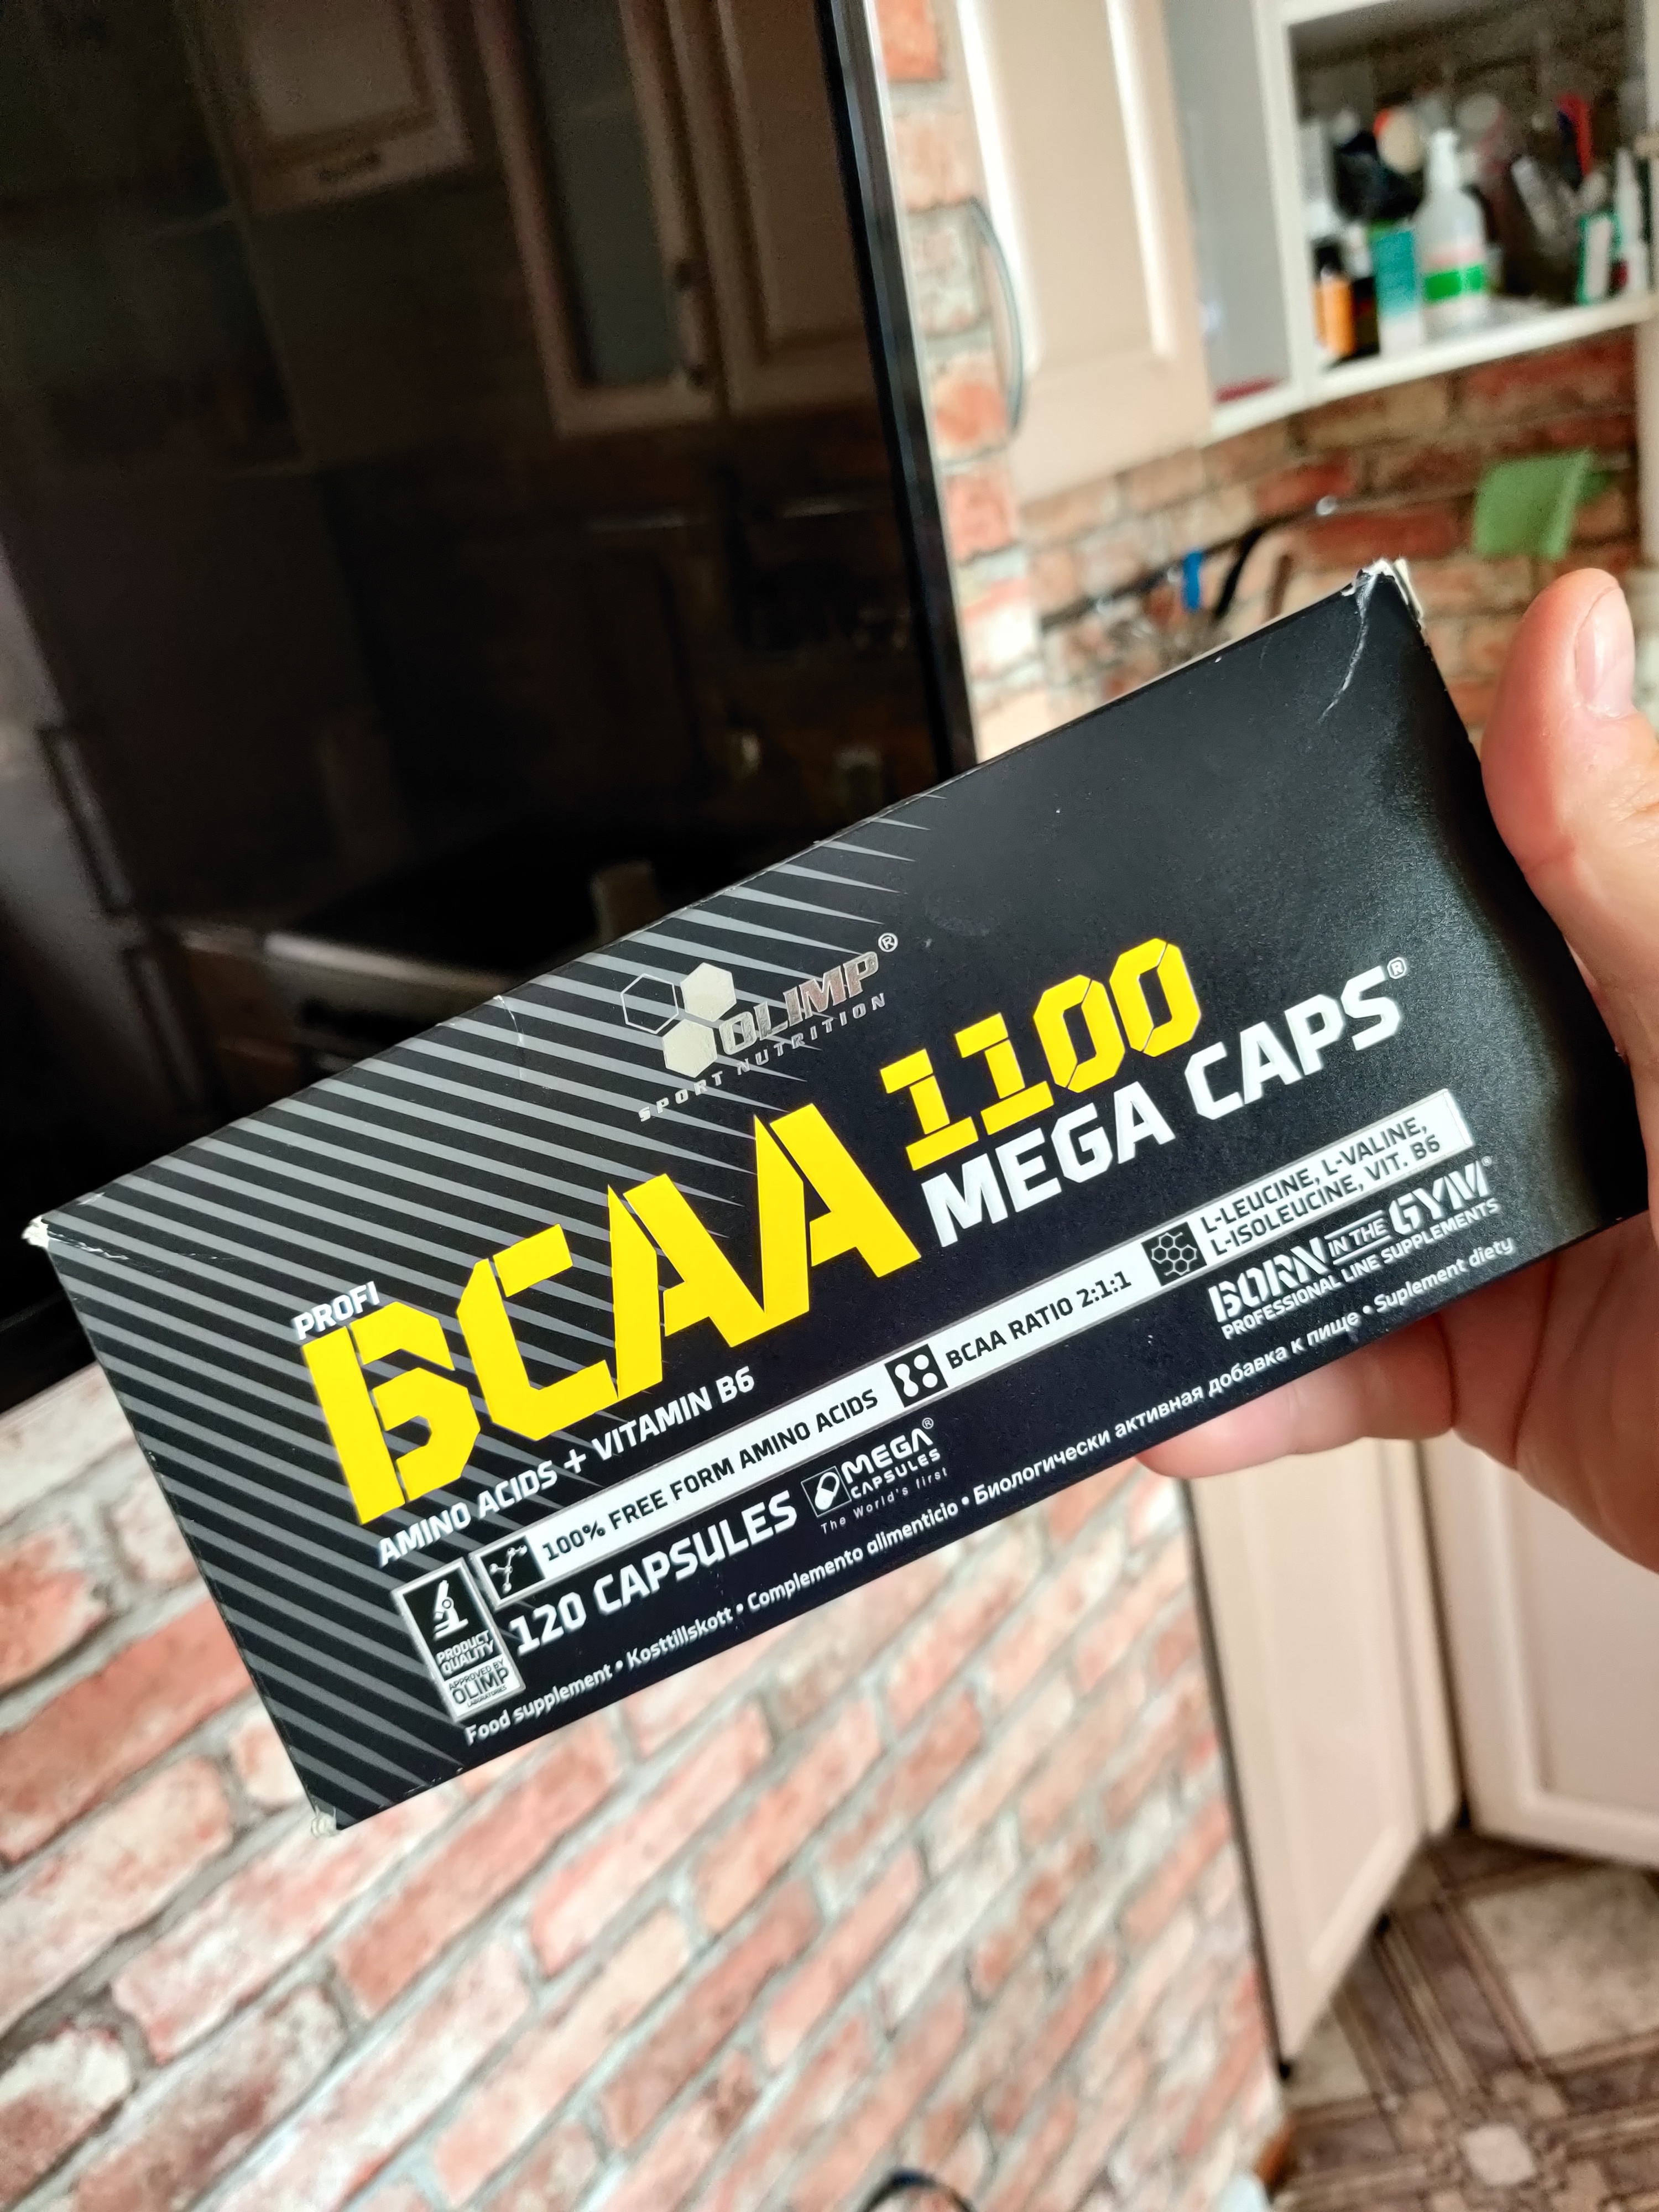 OLIMP®
SPORT NUTRITION
PROFI
BCAA 1100
MEGA CAPS®
AMINO ACIDS + VITAMIN B6
100% FREE FORM AMINO ACIDS
BCAA RATIO 2:1:1
L-LEUCINE, L-VALINE,
L-ISOLEUCINE, VIT. B6
PRODUCT
QUALITY
APPROVED BY
OLIMP
LABORATORIES
120 CAPSULES
MEGA®
CAPSULES
The World's first
BORN IN THE GYM®
PROFESSIONAL LINE SUPPLEMENTS
Food supplement • Kosttillskott • Complemento alimenticio • Биологически активная добавка к пище • Suplement diety